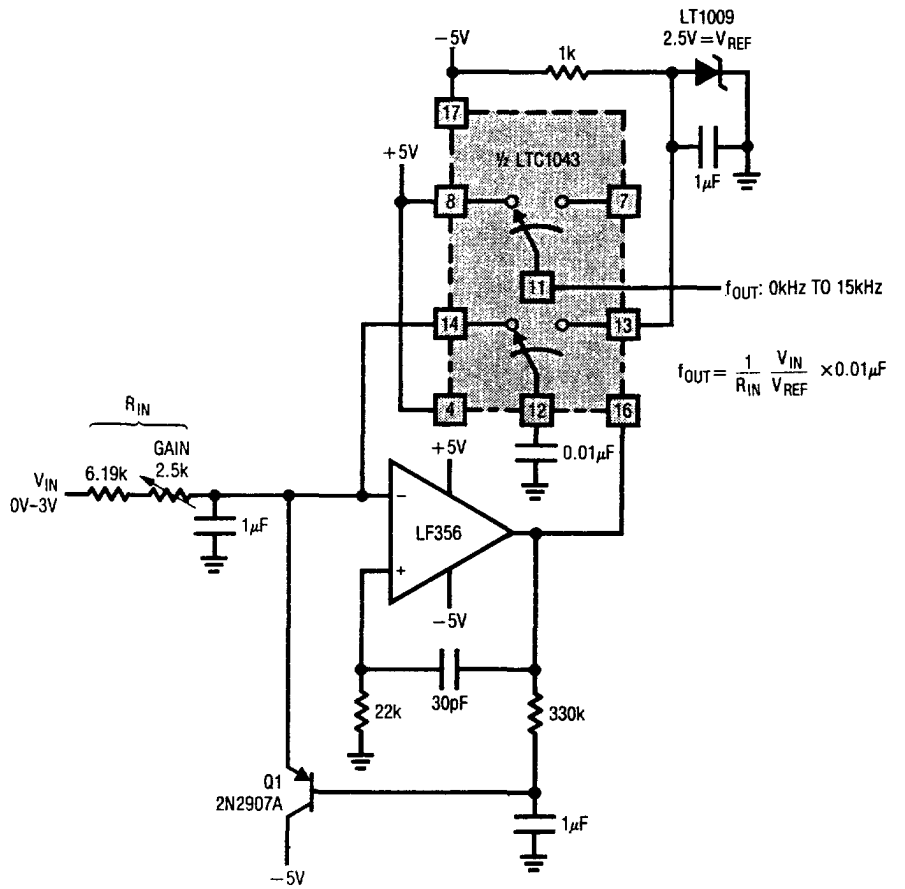 LT1009
2.5V=VREF
−5V
1k
17
½ LTC1043
+5V
1µF
8
7
11
fOUT: 0kHz TO 15kHz
14
13
fOUT = 1/RIN VIN/VREF ×0.01µF
4
12
16
RIN
GAIN
6.19k
2.5k
+5V
0.01µF
VIN
0V–3V
−
1µF
LF356
+
−5V
30pF
22k
330k
Q1
2N2907A
1µF
−5V